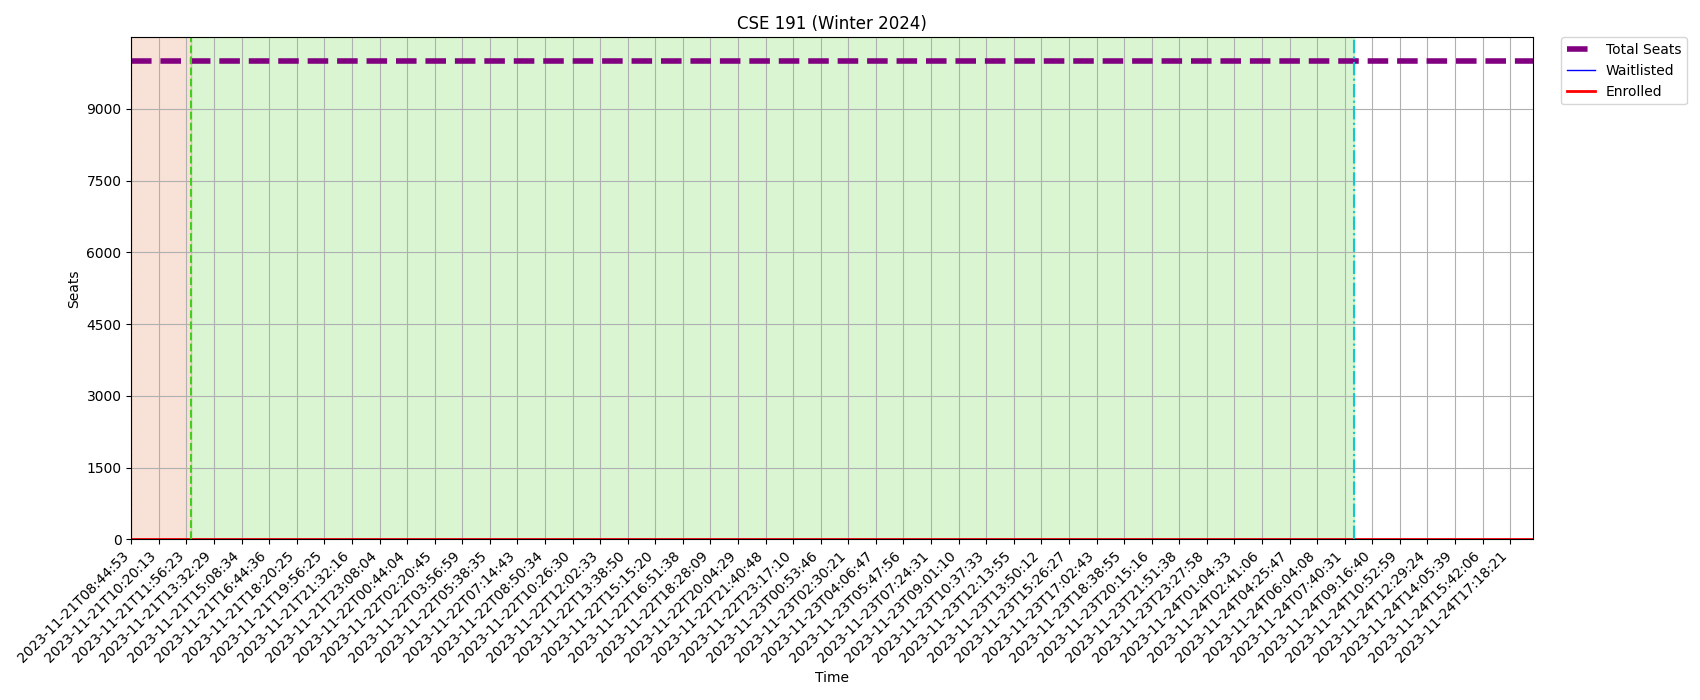 CSE 191 (Winter 2024)
Total Seats
Waitlisted
Enrolled
Seats
9000
7500
6000
4500
3000
1500
0
2023-11-21T08:44:53
2023-11-21T10:20:13
2023-11-21T11:56:23
2023-11-21T13:32:29
2023-11-21T15:08:34
2023-11-21T16:44:36
2023-11-21T18:20:25
2023-11-21T19:56:25
2023-11-21T21:32:16
2023-11-21T23:08:04
2023-11-22T00:44:04
2023-11-22T02:20:45
2023-11-22T03:56:59
2023-11-22T05:38:35
2023-11-22T07:14:43
2023-11-22T08:50:34
2023-11-22T10:26:30
2023-11-22T12:02:33
2023-11-22T13:38:50
2023-11-22T15:15:20
2023-11-22T16:51:38
2023-11-22T18:28:09
2023-11-22T20:04:29
2023-11-22T21:40:48
2023-11-22T23:17:10
2023-11-23T00:53:46
2023-11-23T02:30:21
2023-11-23T04:06:47
2023-11-23T05:47:56
2023-11-23T07:24:31
2023-11-23T09:01:10
2023-11-23T10:37:33
2023-11-23T12:13:55
2023-11-23T13:50:12
2023-11-23T15:26:27
2023-11-23T17:02:43
2023-11-23T18:38:55
2023-11-23T20:15:16
2023-11-23T21:51:38
2023-11-23T23:27:58
2023-11-24T01:04:33
2023-11-24T02:41:06
2023-11-24T04:25:47
2023-11-24T06:04:08
2023-11-24T07:40:31
2023-11-24T09:16:40
2023-11-24T10:52:59
2023-11-24T12:29:24
2023-11-24T14:05:39
2023-11-24T15:42:06
2023-11-24T17:18:21
Time